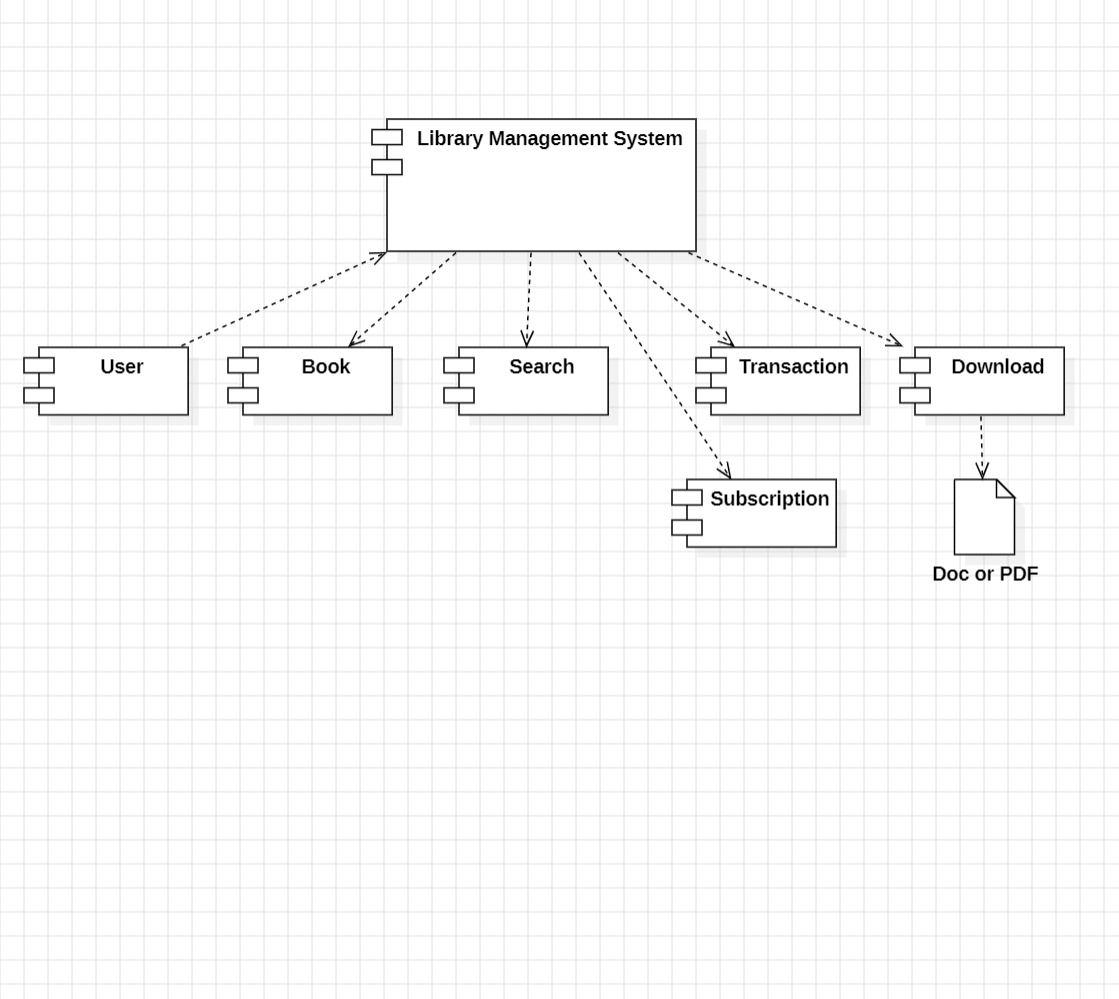 Library Management System
User
Book
Search
Transaction
Download
Subscription
Doc or PDF